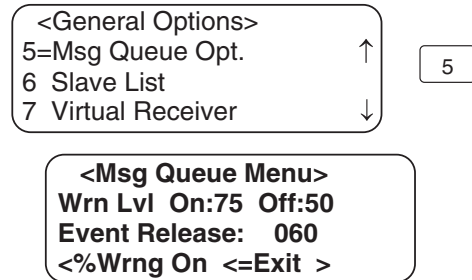 <General Options>
5=Msg Queue Opt. ↑
5
6 Slave List
7 Virtual Receiver ↓
<Msg Queue Menu>
Wrn Lvl On:75 Off:50
Event Release: 060
<%Wrng On <=Exit >